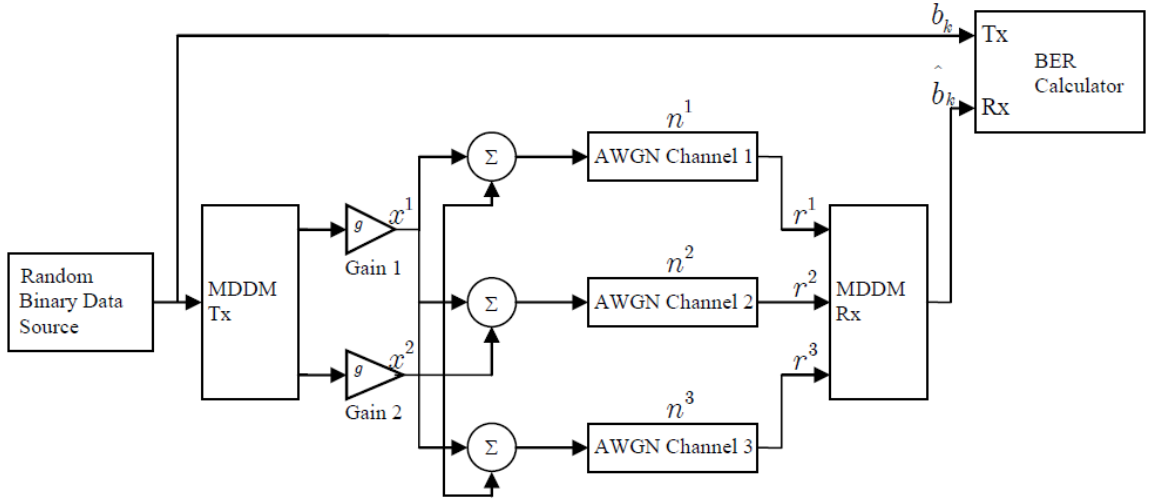 b_k
Tx
BER
Calculator
b̂_k
Rx
n^1
Σ
AWGN Channel 1
x^1
g
Gain 1
r^1
Random
Binary Data
Source
MDDM
Tx
n^2
Σ
AWGN Channel 2
r^2
MDDM
Rx
x^2
g
Gain 2
r^3
n^3
Σ
AWGN Channel 3